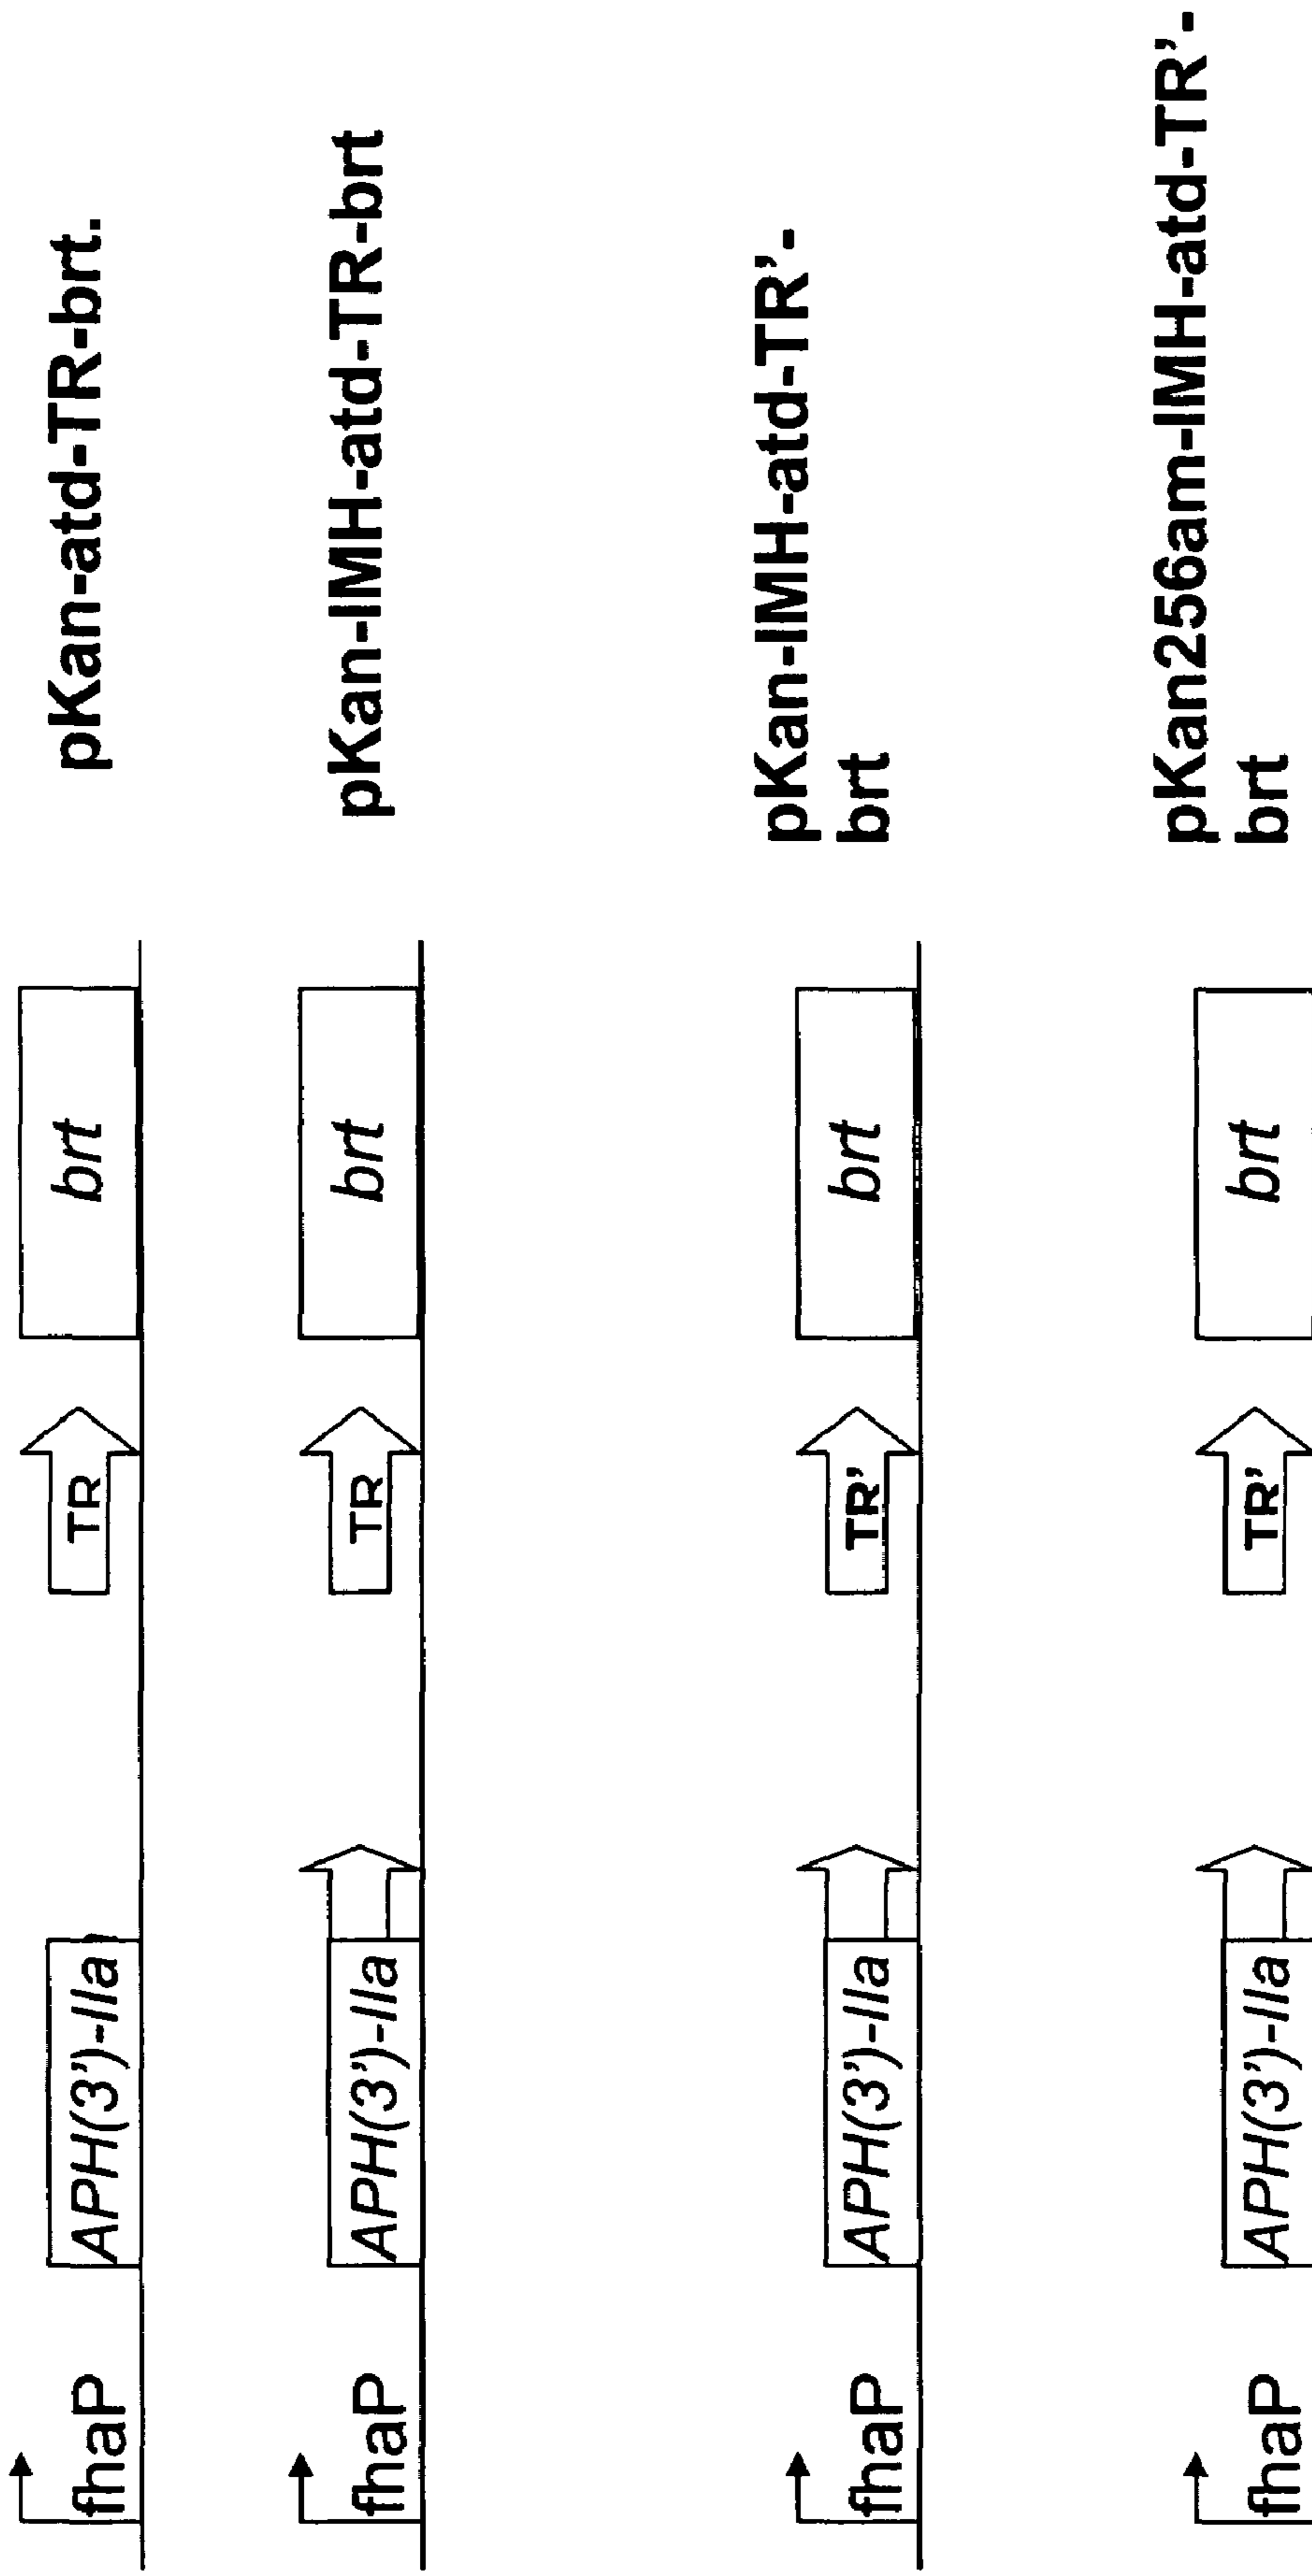 fhaP APH(3')-IIa TR brt pKan-atd-TR-brt.
fhaP APH(3')-IIa TR brt pKan-IMH-atd-TR-brt
fhaP APH(3')-IIa TR' brt pKan-IMH-atd-TR'-
brt
fhaP APH(3')-IIa TR' brt pKan256am-IMH-atd-TR'-
brt